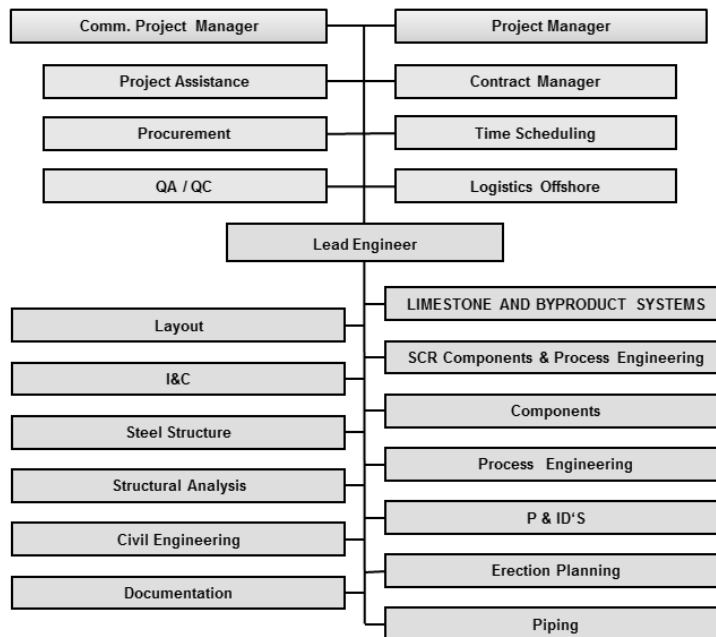 Comm. Project Manager
Project Manager
Project Assistance
Contract Manager
Procurement
Time Scheduling
QA / QC
Logistics Offshore
Lead Engineer
LIMESTONE AND BYPRODUCT SYSTEMS
Layout
SCR Components & Process Engineering
I&C
Components
Steel Structure
Process Engineering
Structural Analysis
P & ID‘S
Civil Engineering
Erection Planning
Documentation
Piping